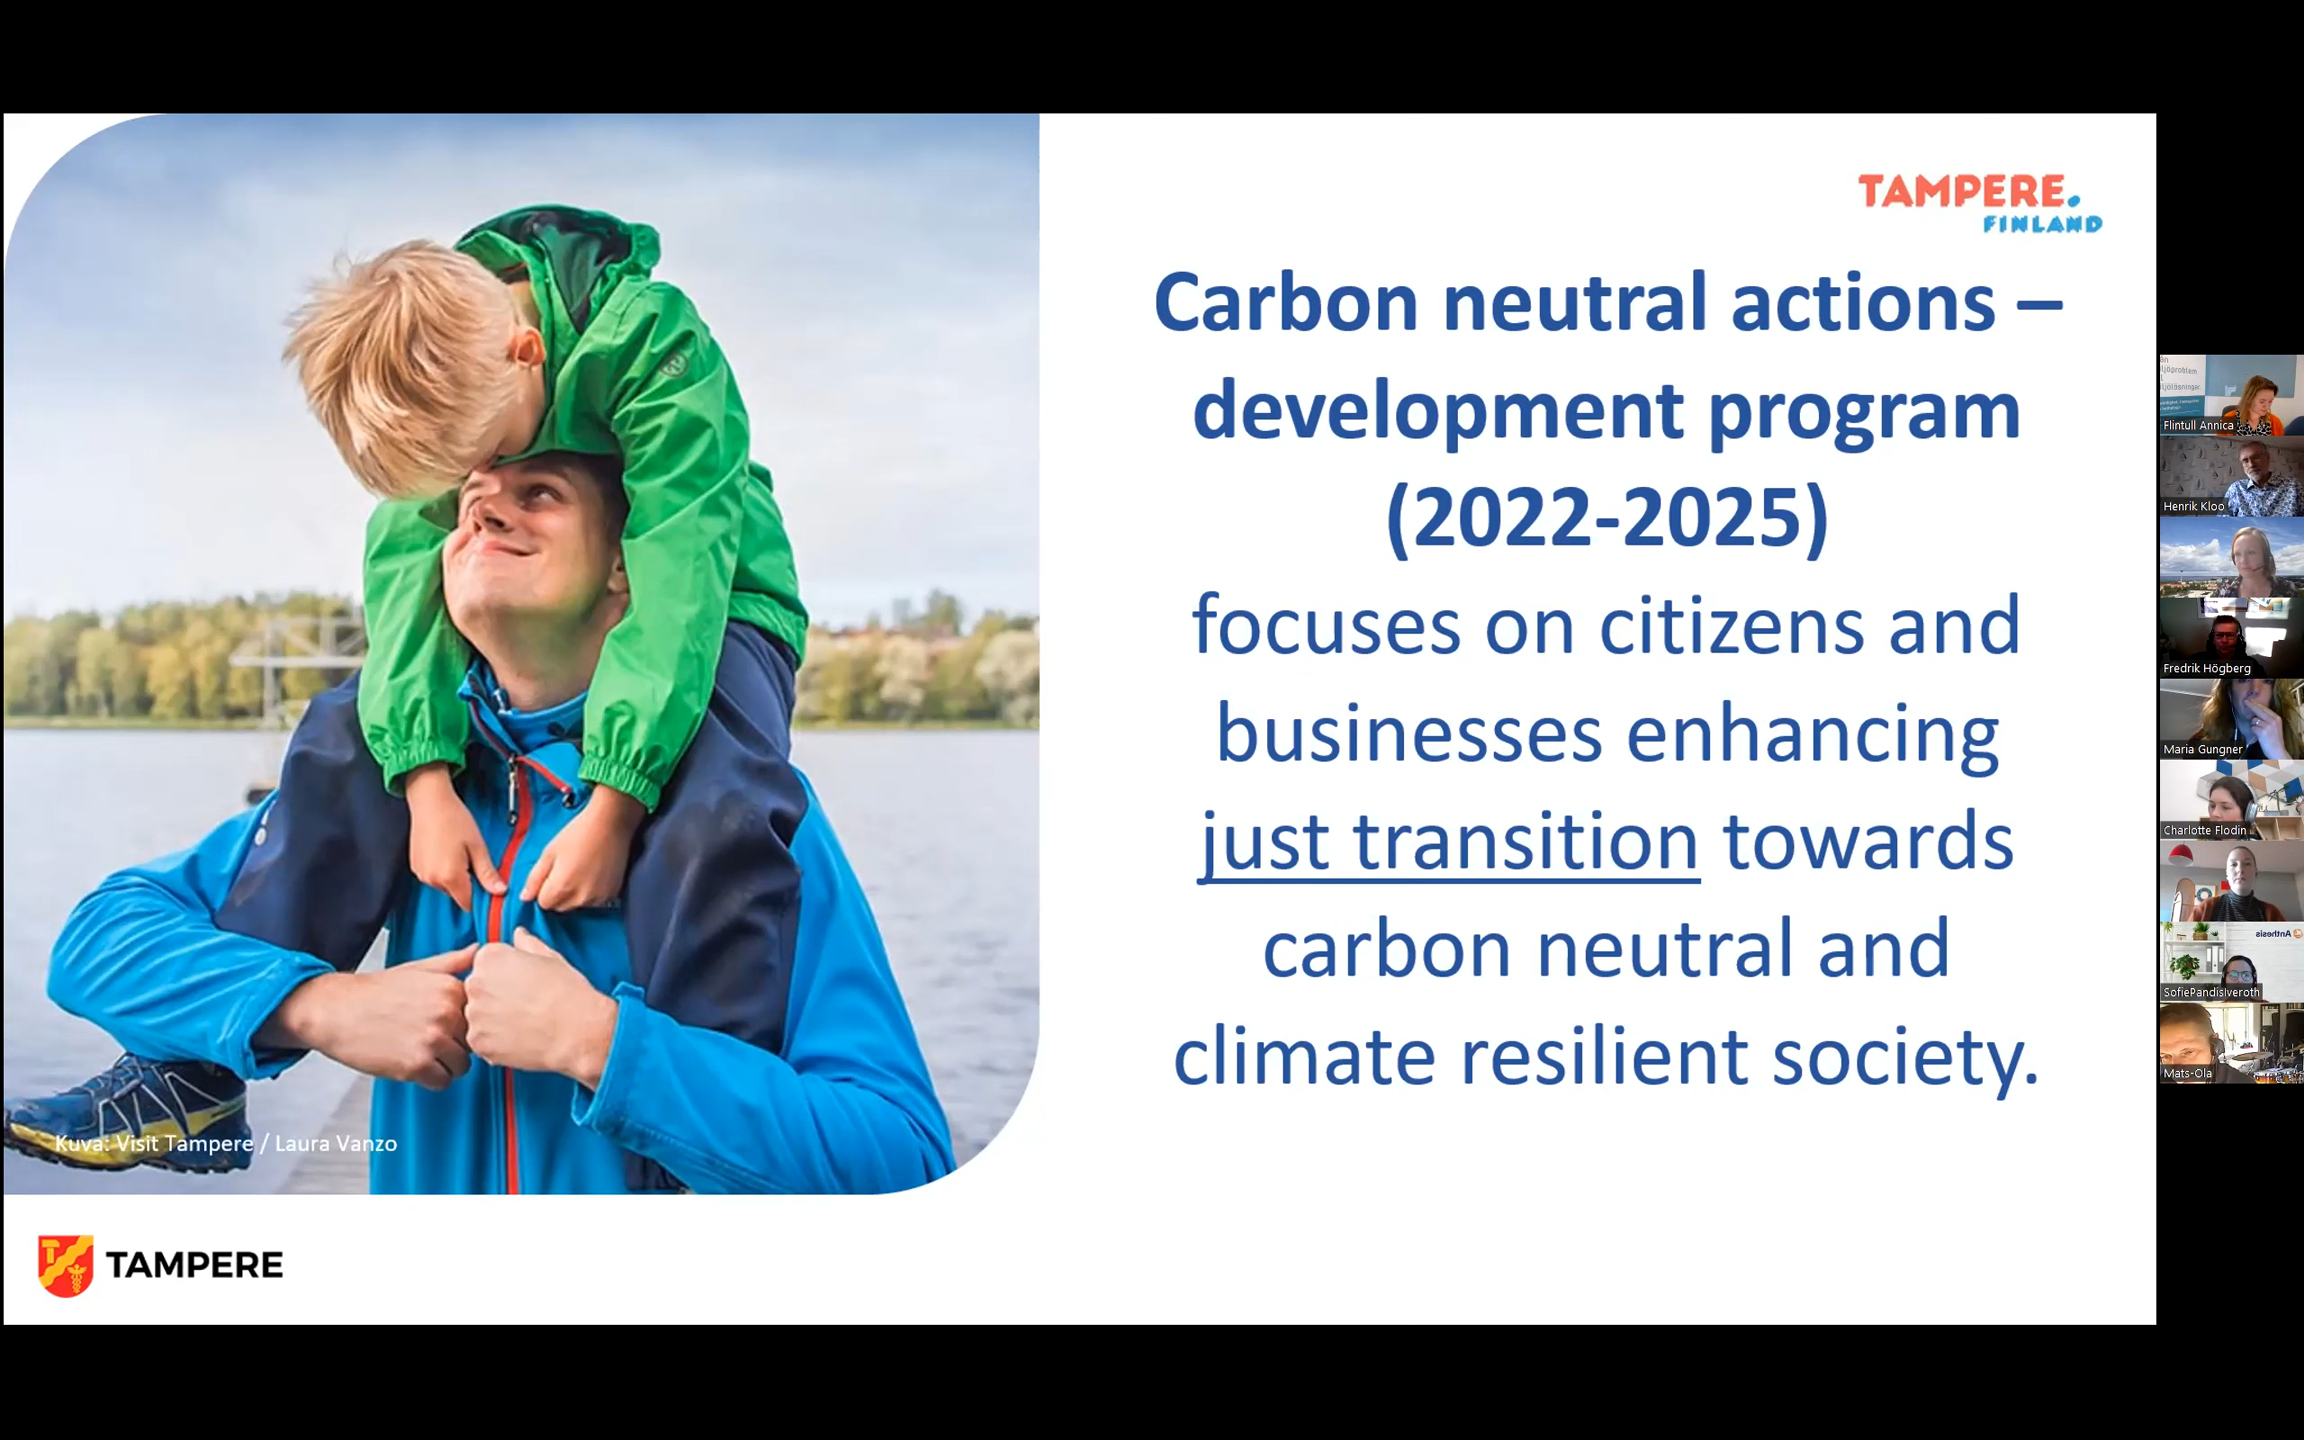 TAMPERE.
FINLAND
Carbon neutral actions –
development program
(2022-2025)
focuses on citizens and
businesses enhancing
just transition towards
carbon neutral and
climate resilient society.
Kuva: Visit Tampere / Laura Vanzo
TAMPERE
Flintull Annica
Henrik Kloo
Fredrik Högberg
Maria Gungner
Charlotte Flodin
Anthesis
SofiePandisIveroth
Mats-Ola